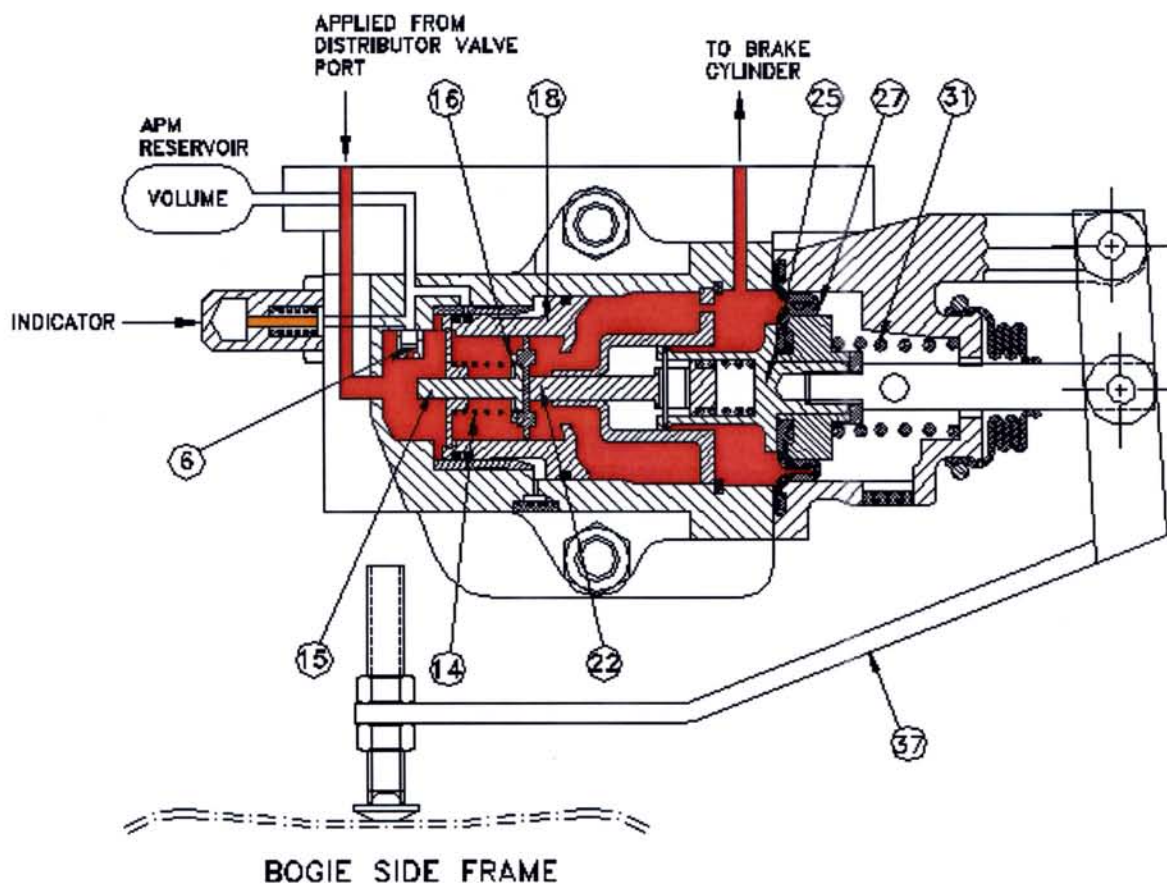 APPLIED FROM
DISTRIBUTOR VALVE
PORT
TO BRAKE
CYLINDER
16
18
25
27
31
APM
RESERVOIR
VOLUME
INDICATOR
6
15
14
22
37
BOGIE SIDE FRAME